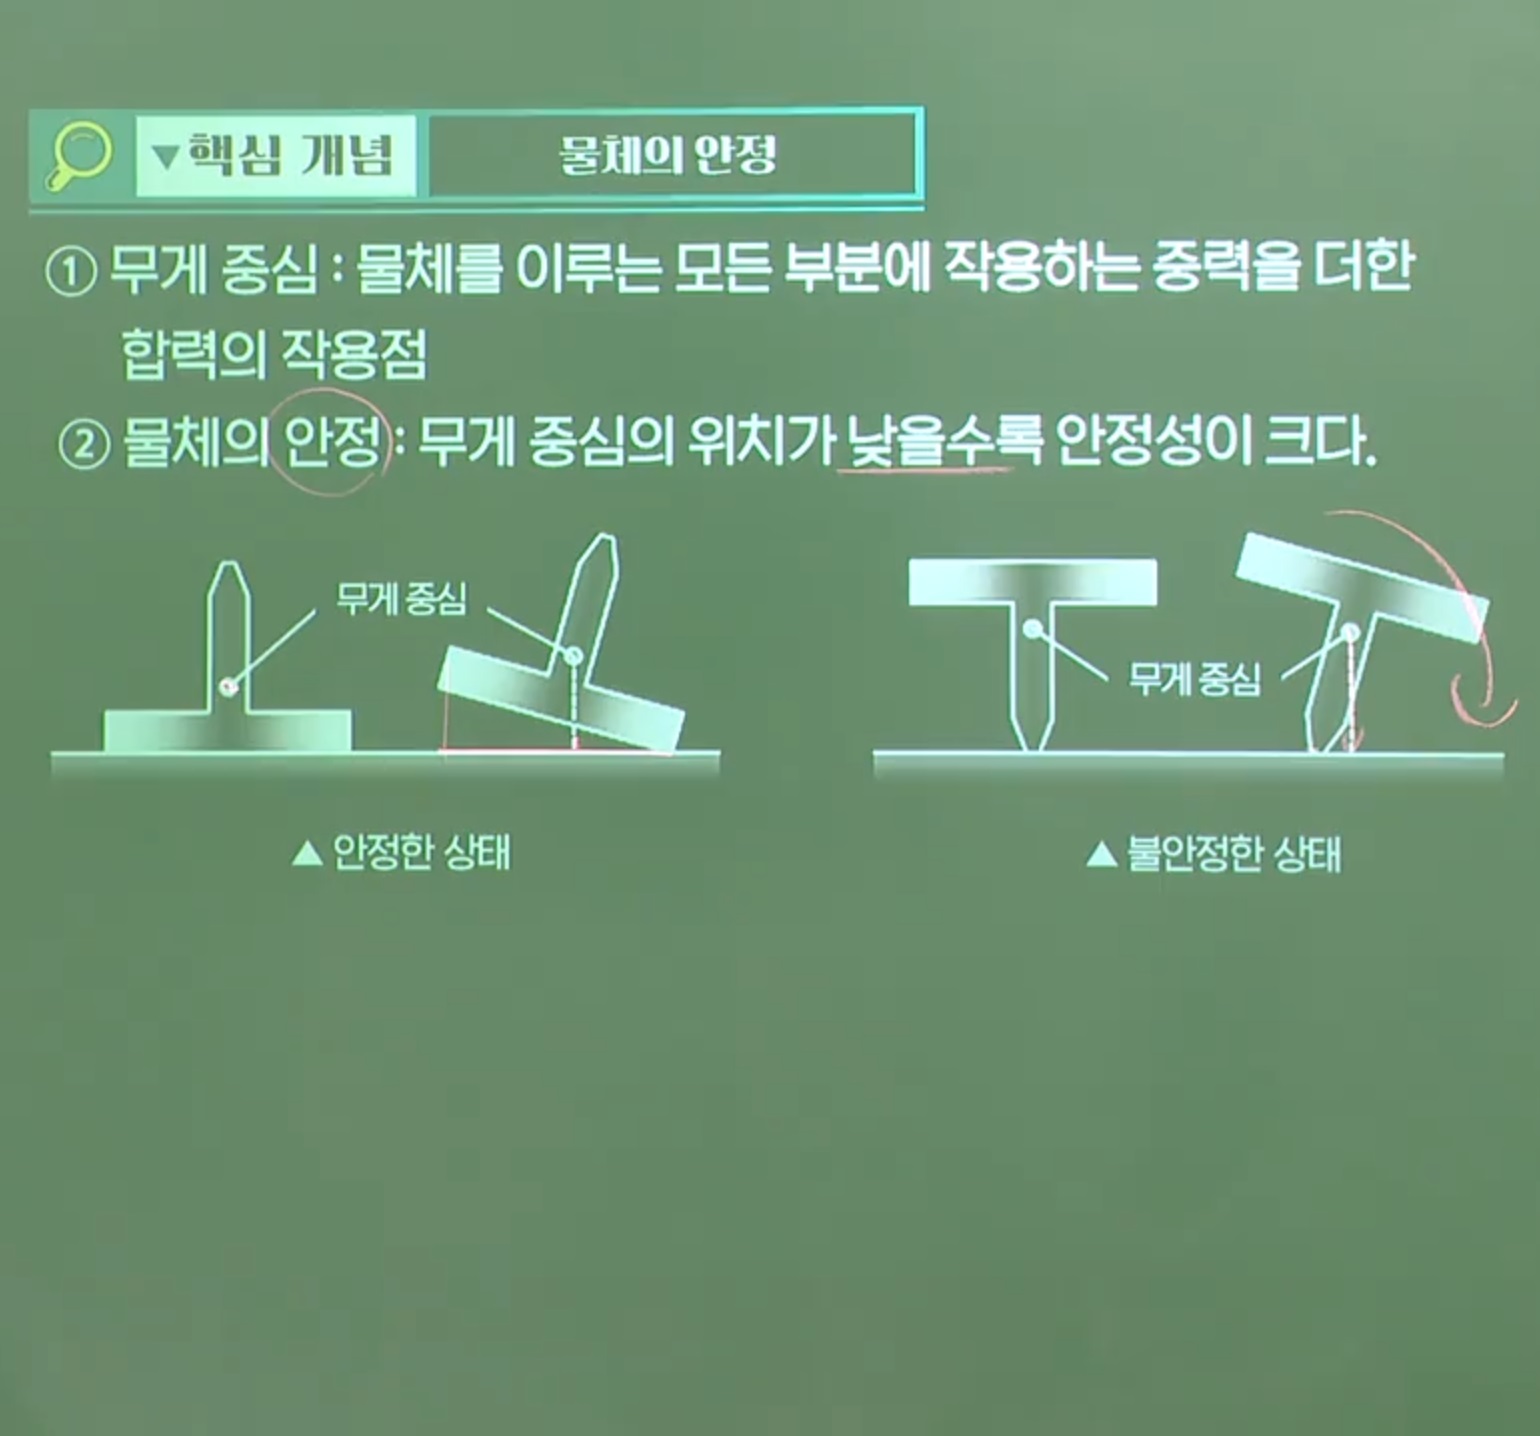 ▼핵심 개념
물체의 안정
① 무게 중심 : 물체를 이루는 모든 부분에 작용하는 중력을 더한
합력의 작용점
② 물체의 안정 : 무게 중심의 위치가 낮을수록 안정성이 크다.
무게 중심
무게 중심
▲ 안정한 상태
▲ 불안정한 상태